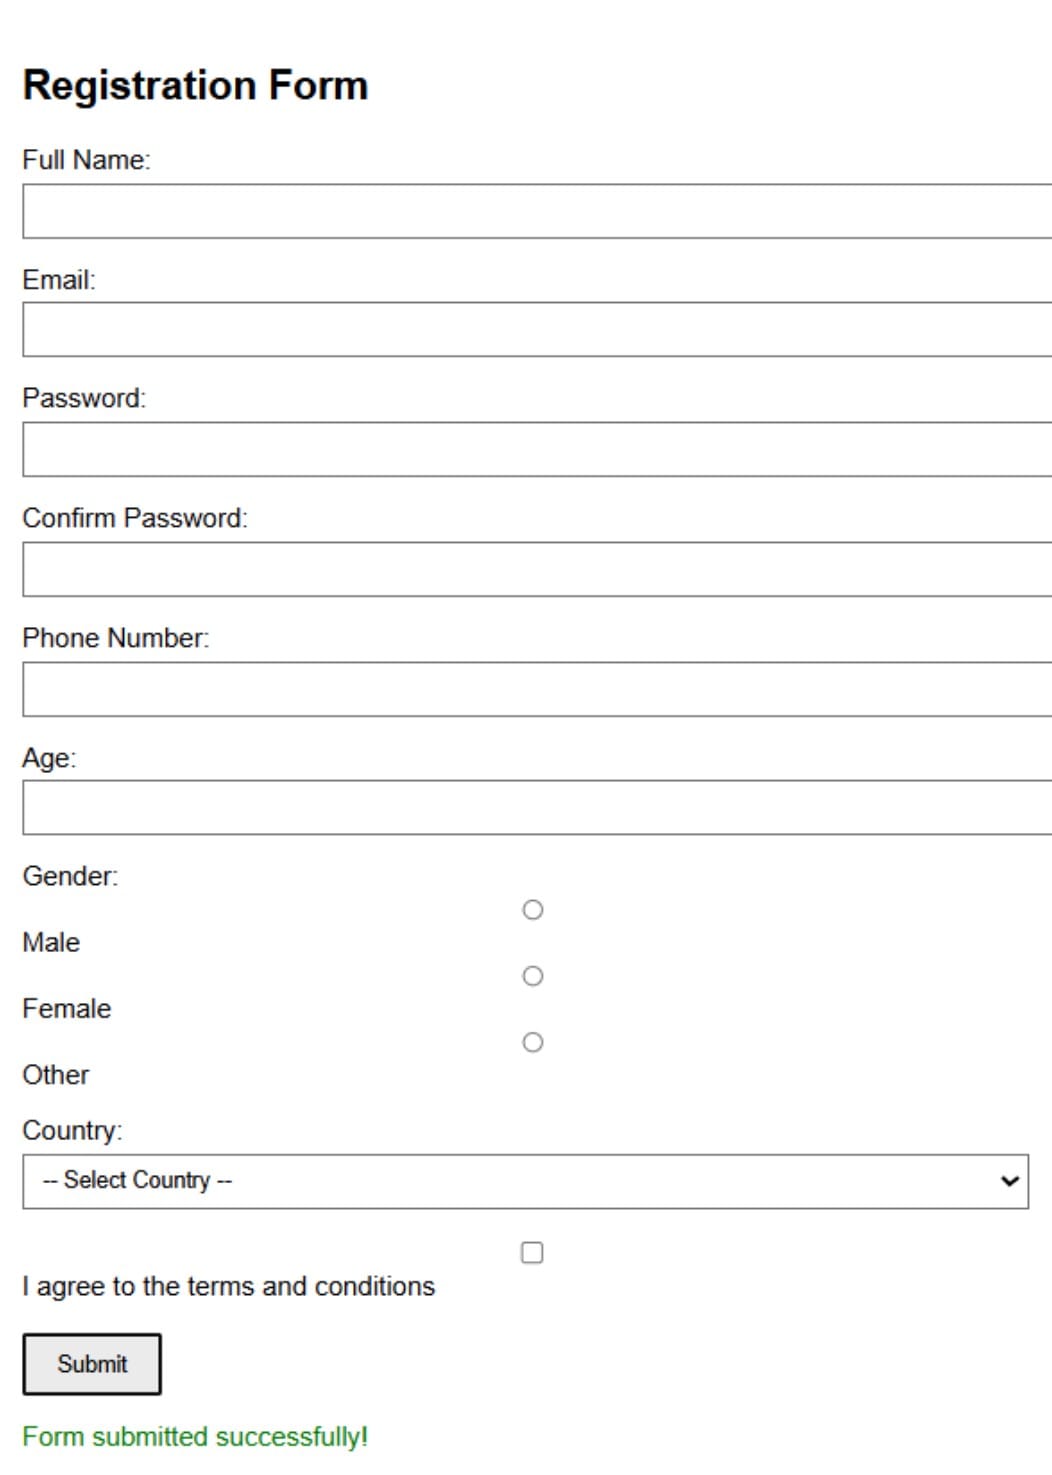 Registration Form
Full Name:
Email:
Password:
Confirm Password:
Phone Number:
Age:
Gender:
Male
Female
Other
Country:
-- Select Country --
I agree to the terms and conditions
Submit
Form submitted successfully!